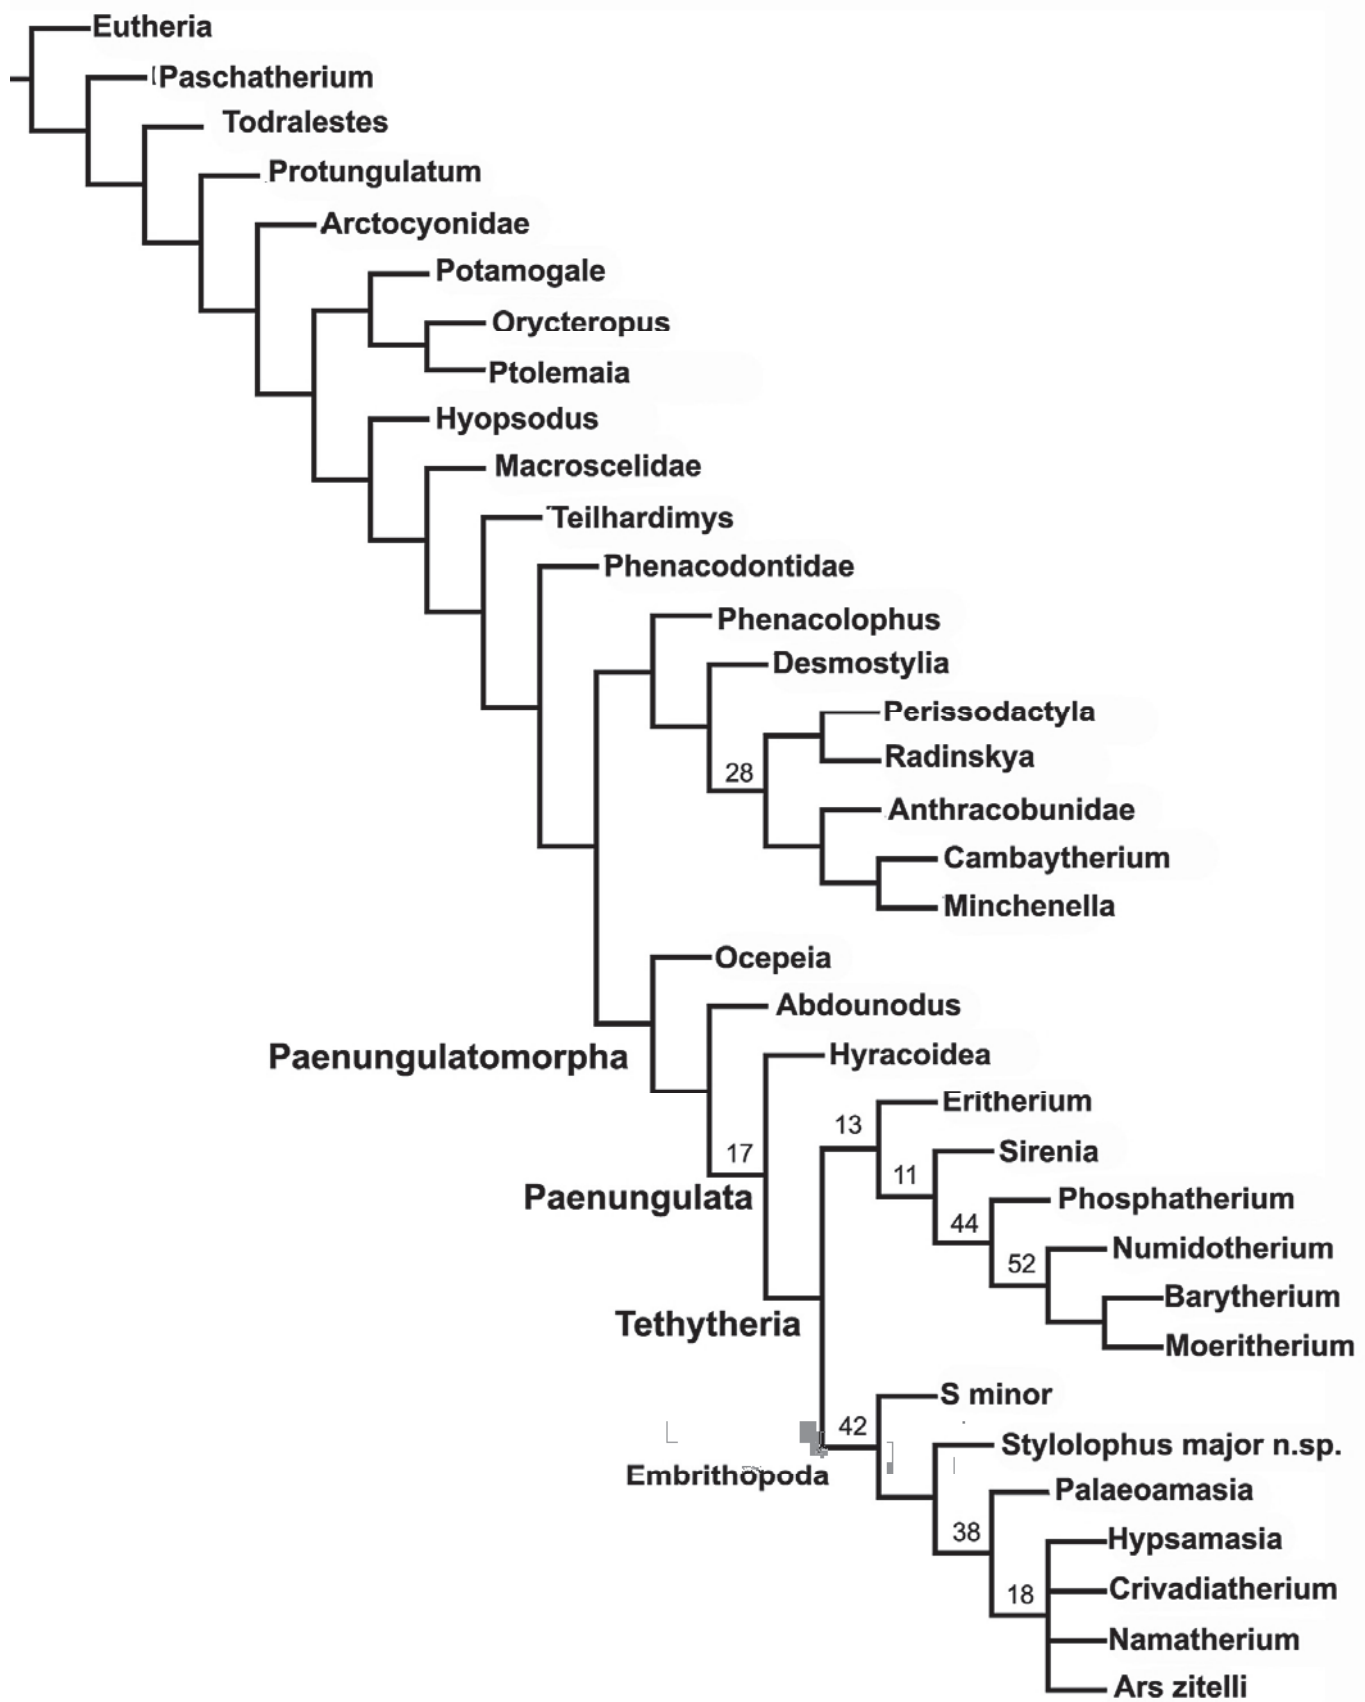 Eutheria
Paschatherium
Todralestes
Protungulatum
Arctocyonidae
Potamogale
Orycteropus
Ptolemaia
Hyopsodus
Macroscelidae
Teilhardimys
Phenacodontidae
Phenacolophus
Desmostylia
Perissodactyla
Radinskya
28
Anthracobunidae
Cambaytherium
Minchenella
Ocepeia
Abdounodus
Paenungulatomorpha
Hyracoidea
Eritherium
13
Sirenia
17
11
Paenungulata
Phosphatherium
44
Numidotherium
52
Barytherium
Tethytheria
Moeritherium
S minor
42
Stylolophus major n.sp.
Embrithopoda
Palaeoamasia
38
Hypsamasia
Crivadiatherium
18
Namatherium
Ars zitelli